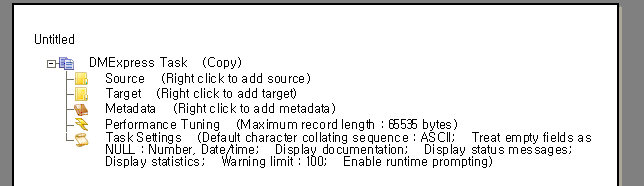 Untitled
DMExpress Task (Copy)
Source (Right click to add source)
Target (Right click to add target)
Metadata (Right click to add metadata)
Performance Tuning (Maximum record length : 65535 bytes)
Task Settings (Default character collating sequence : ASCII; Treat empty fields as
NULL : Number, Date/time; Display documentation; Display status messages;
Display statistics; Warning limit : 100; Enable runtime prompting)